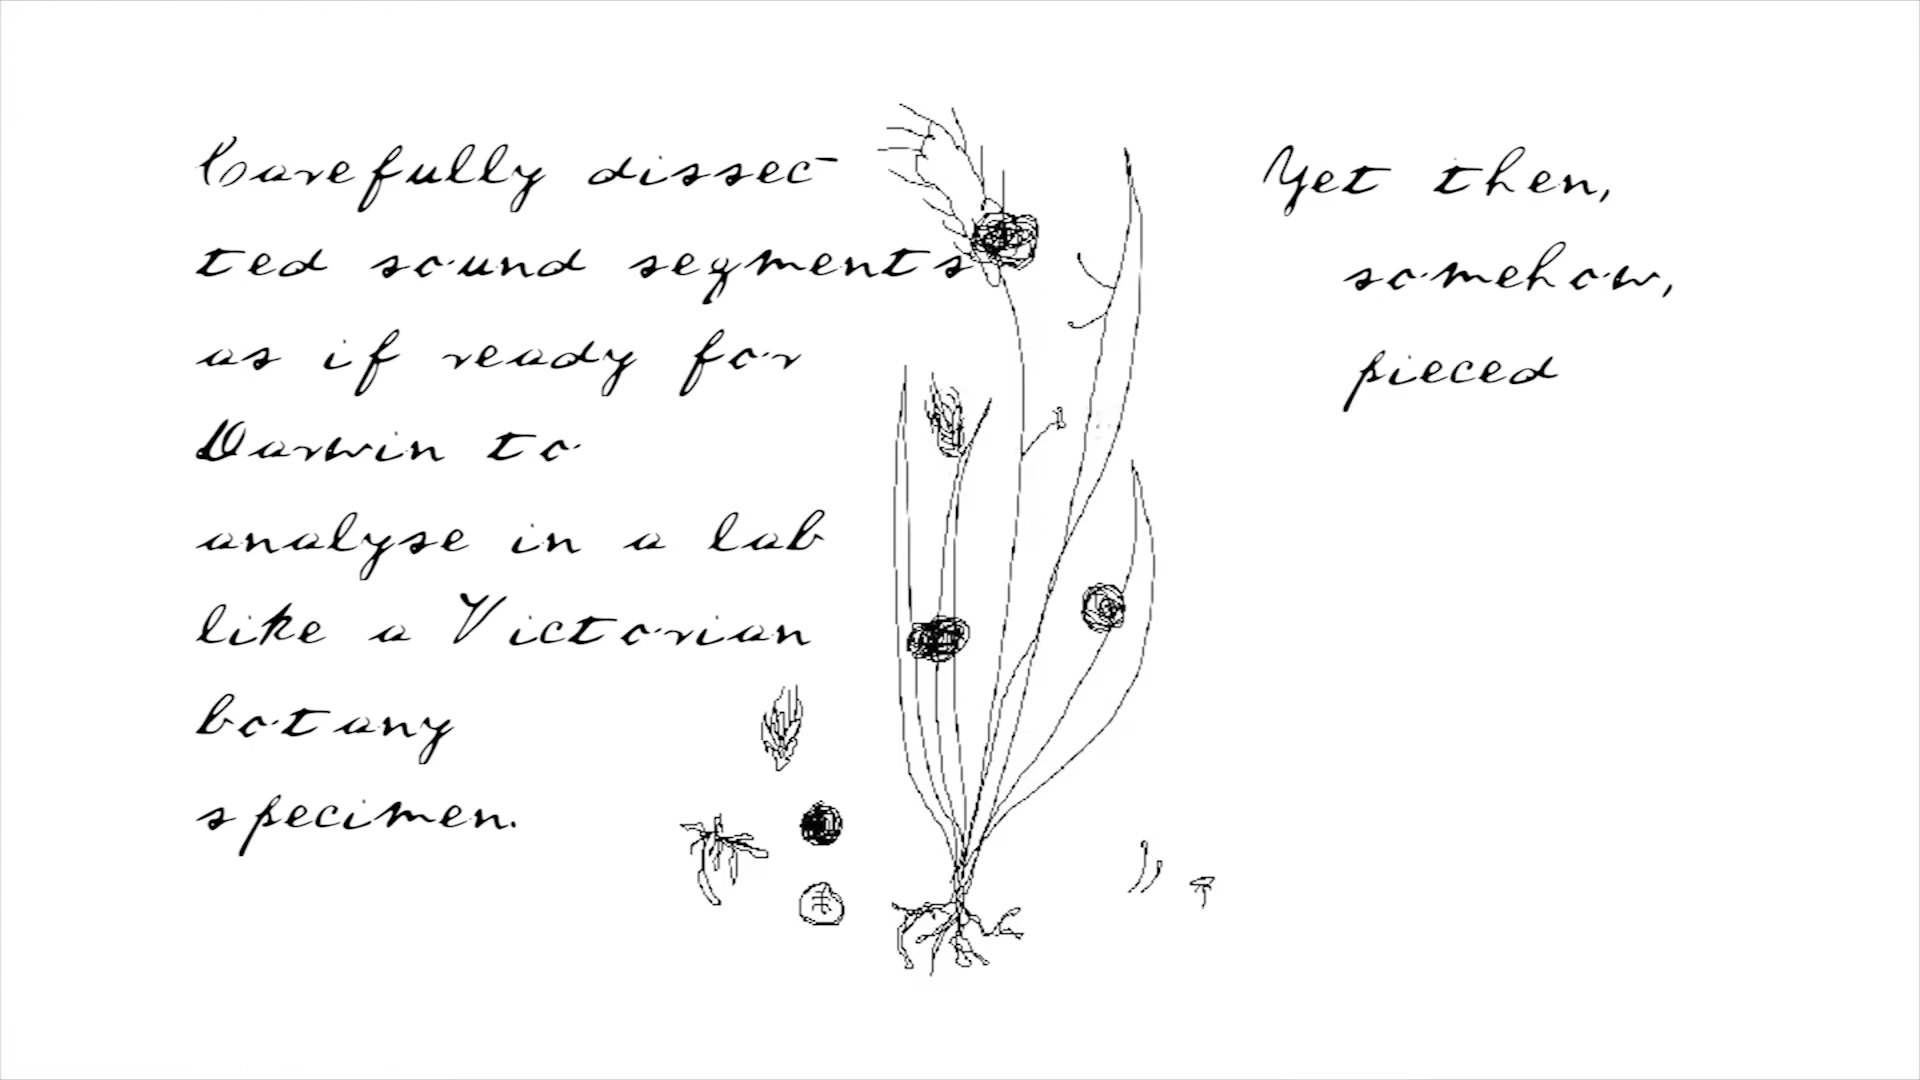 Carefully dissec-
ted sound segments
as if ready for
Darwin to
analyse in a lab
like a Victorian
botany
specimen.
Yet then,
somehow,
pieced